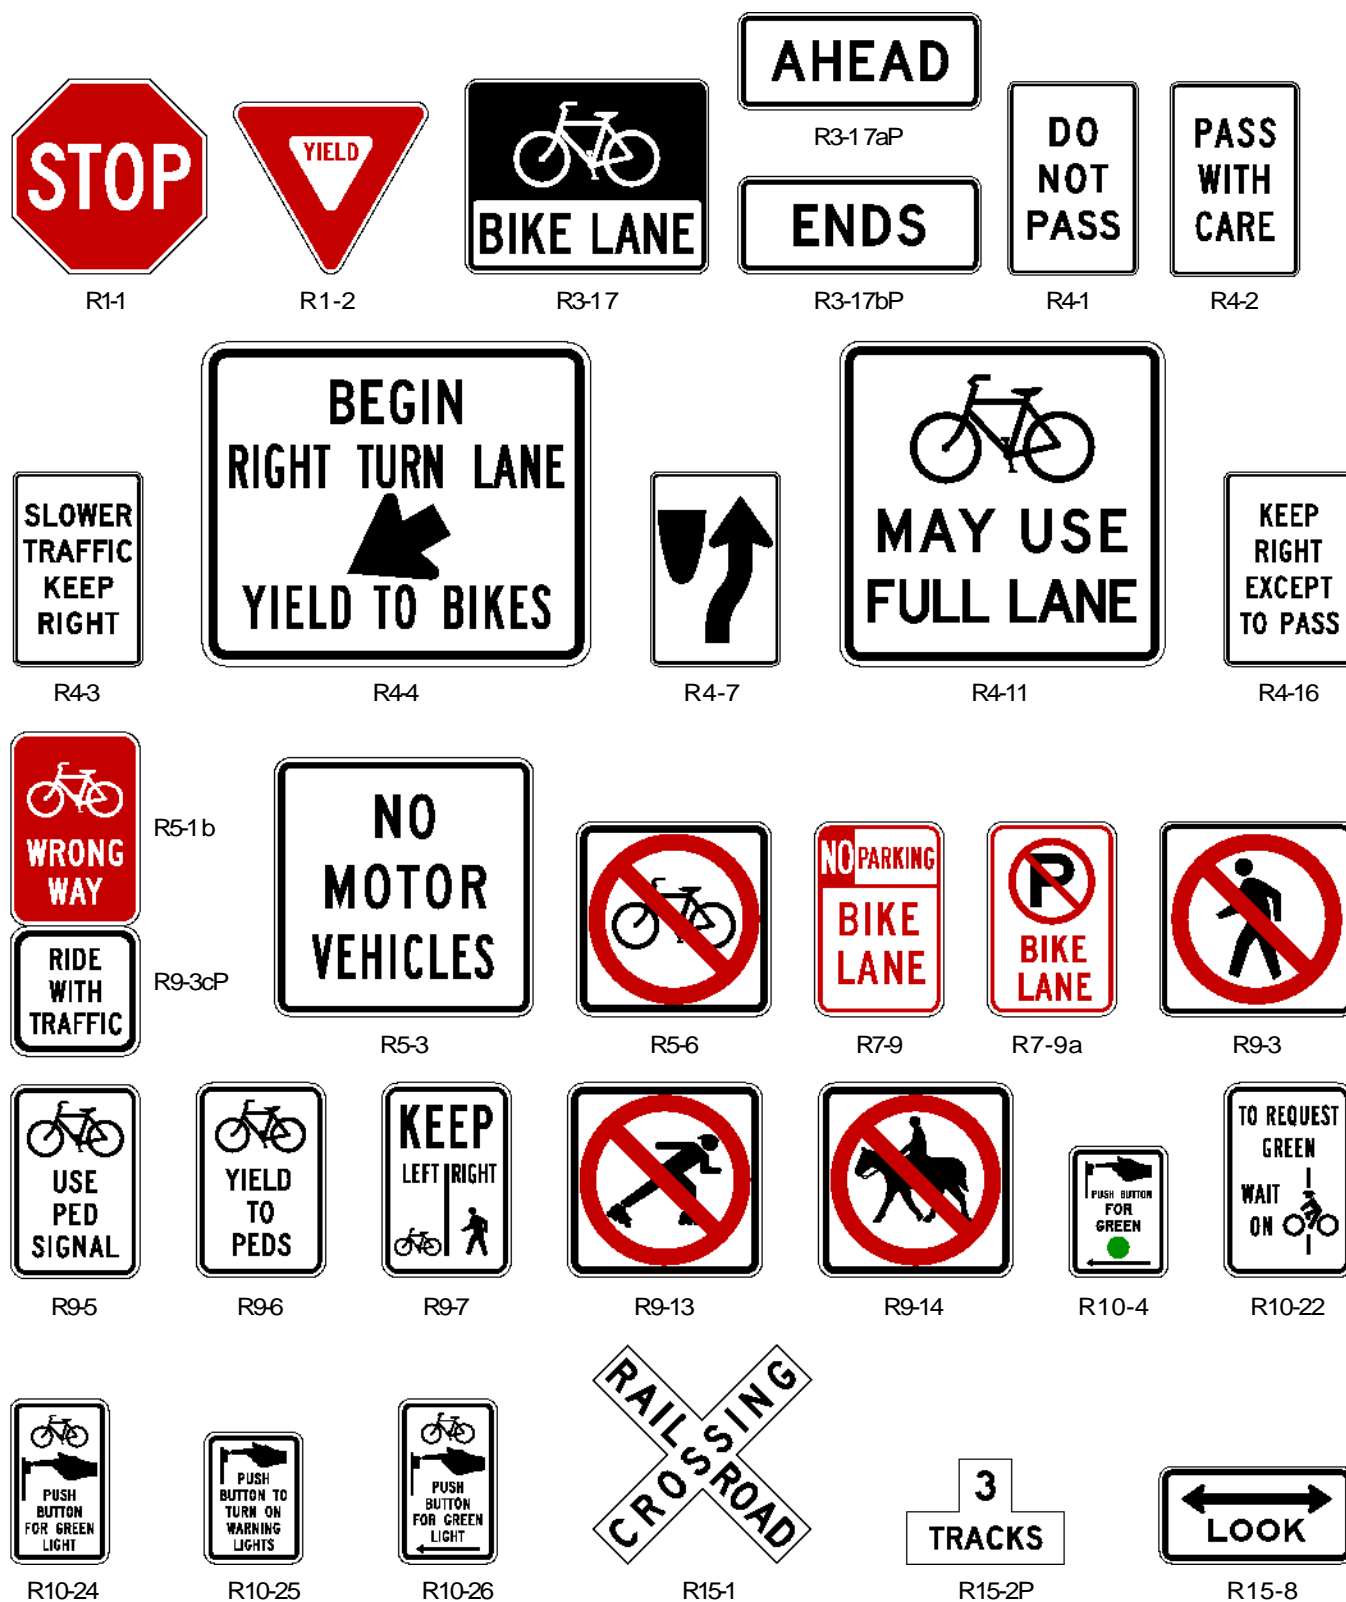 STOP
R1-1
YIELD
R1-2
BIKE LANE
R3-17
AHEAD
R3-17aP
ENDS
R3-17bP
DO
NOT
PASS
R4-1
PASS
WITH
CARE
R4-2
SLOWER
TRAFFIC
KEEP
RIGHT
R4-3
BEGIN
RIGHT TURN LANE
YIELD TO BIKES
R4-4
R4-7
MAY USE
FULL LANE
R4-11
KEEP
RIGHT
EXCEPT
TO PASS
R4-16
WRONG
WAY
R5-1b
RIDE
WITH
TRAFFIC
R9-3cP
NO
MOTOR
VEHICLES
R5-3
R5-6
NO PARKING
BIKE
LANE
R7-9
P
BIKE
LANE
R7-9a
R9-3
USE
PED
SIGNAL
R9-5
YIELD
TO
PEDS
R9-6
KEEP
LEFT RIGHT
R9-7
R9-13
R9-14
PUSH BUTTON
FOR
GREEN
R10-4
TO REQUEST
GREEN
WAIT
ON
R10-22
PUSH
BUTTON
FOR GREEN
LIGHT
R10-24
PUSH
BUTTON TO
TURN ON
WARNING
LIGHTS
R10-25
PUSH
BUTTON
FOR GREEN
LIGHT
R10-26
RAILROAD
CROSSING
R15-1
3
TRACKS
R15-2P
LOOK
R15-8